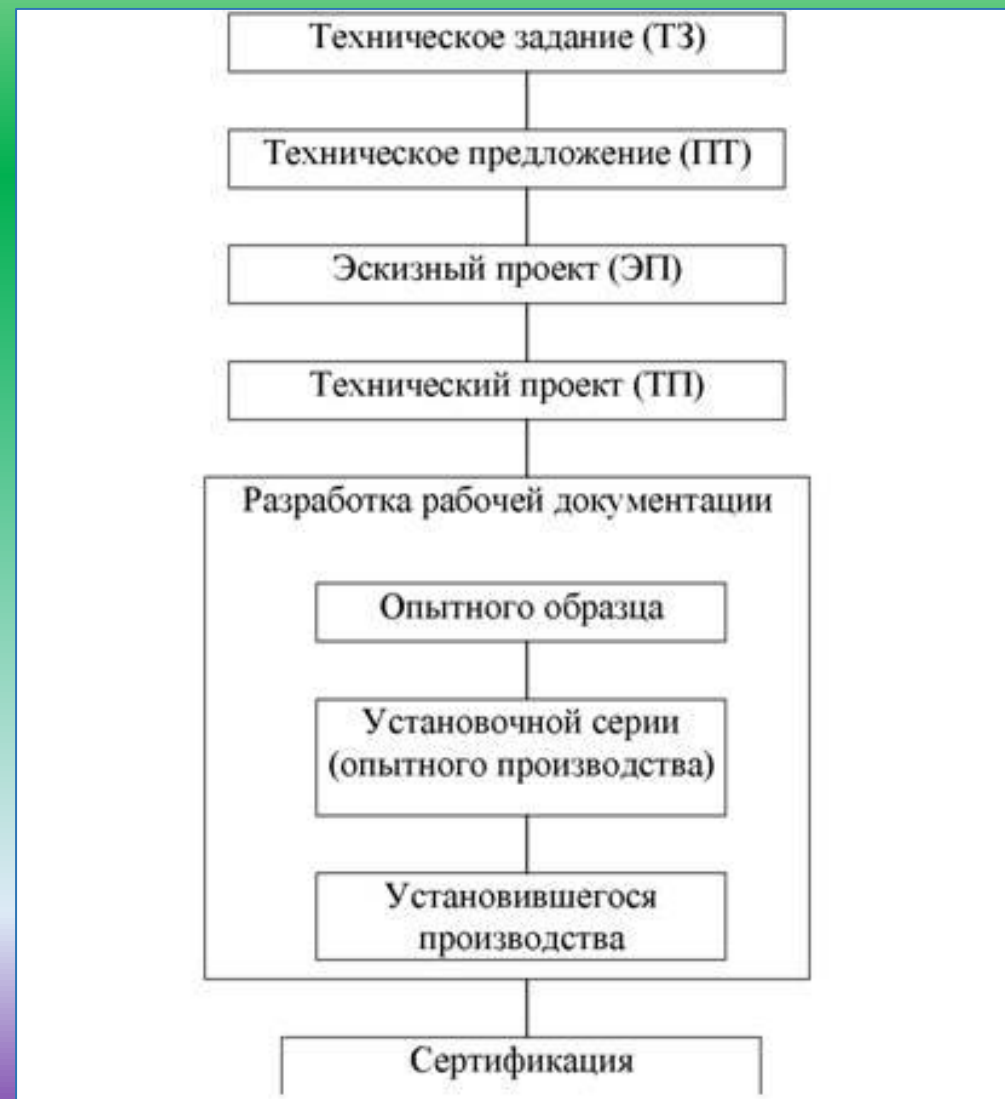 Техническое задание (ТЗ)
Техническое предложение (ПТ)
Эскизный проект (ЭП)
Технический проект (ТП)
Разработка рабочей документации
Опытного образца
Установочной серии
(опытного производства)
Установившегося
производства
Сертификация